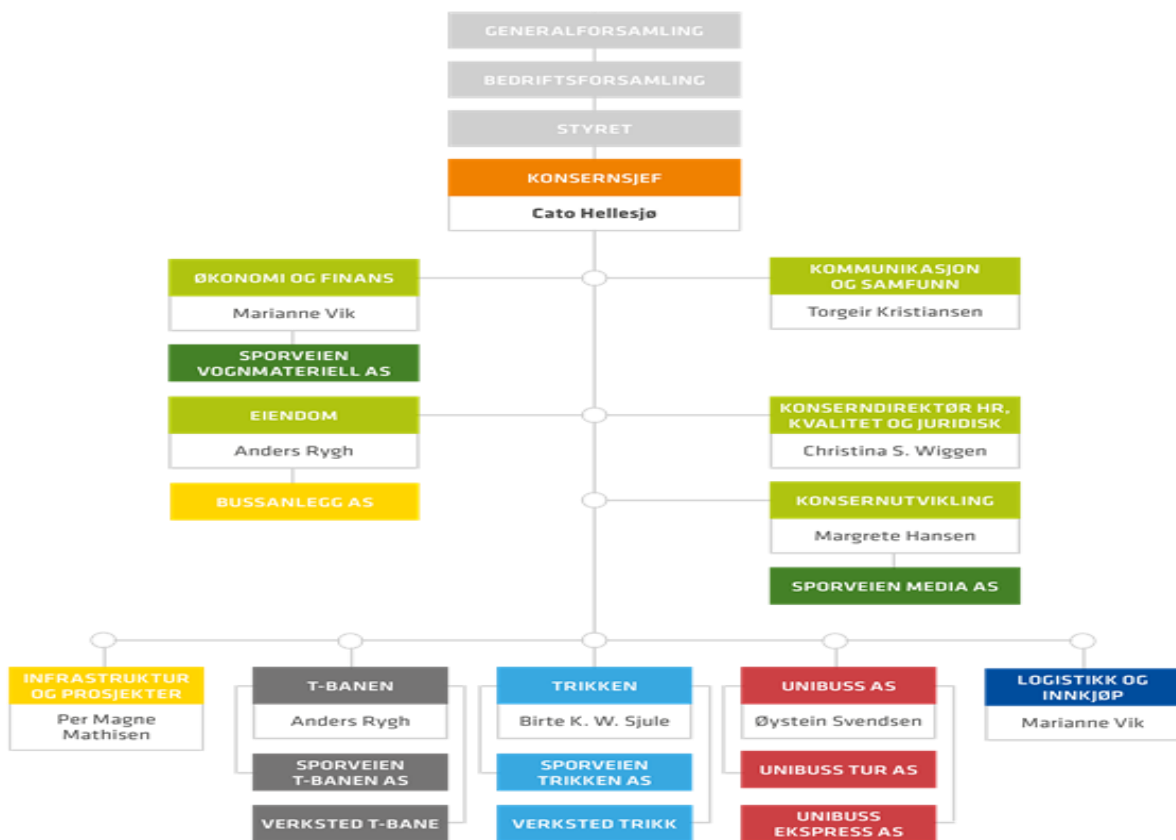 GENERALFORSAMLING
BEDRIFTSFORSAMLING
STYRET
KONSERNSJEF
Cato Hellesjø
ØKONOMI OG FINANS
Marianne Vik
SPORVEIEN
VOGNMATERIELL AS
KOMMUNIKASJON
OG SAMFUNN
Torgeir Kristiansen
EIENDOM
Anders Rygh
BUSSANLEGG AS
KONSERNDIREKTØR HR,
KVALITET OG JURIDISK
Christina S. Wiggen
KONSERNUTVIKLING
Margrete Hansen
SPORVEIEN MEDIA AS
INFRASTRUKTUR
OG PROSJEKTER
Per Magne
Mathisen
T-BANEN
Anders Rygh
SPORVEIEN
T-BANEN AS
VERKSTED T-BANE
TRIKKEN
Birte K. W. Sjule
SPORVEIEN
TRIKKEN AS
VERKSTED TRIKK
UNIBUSS AS
Øystein Svendsen
UNIBUSS TUR AS
UNIBUSS
EKSPRESS AS
LOGISTIKK OG
INNKJØP
Marianne Vik